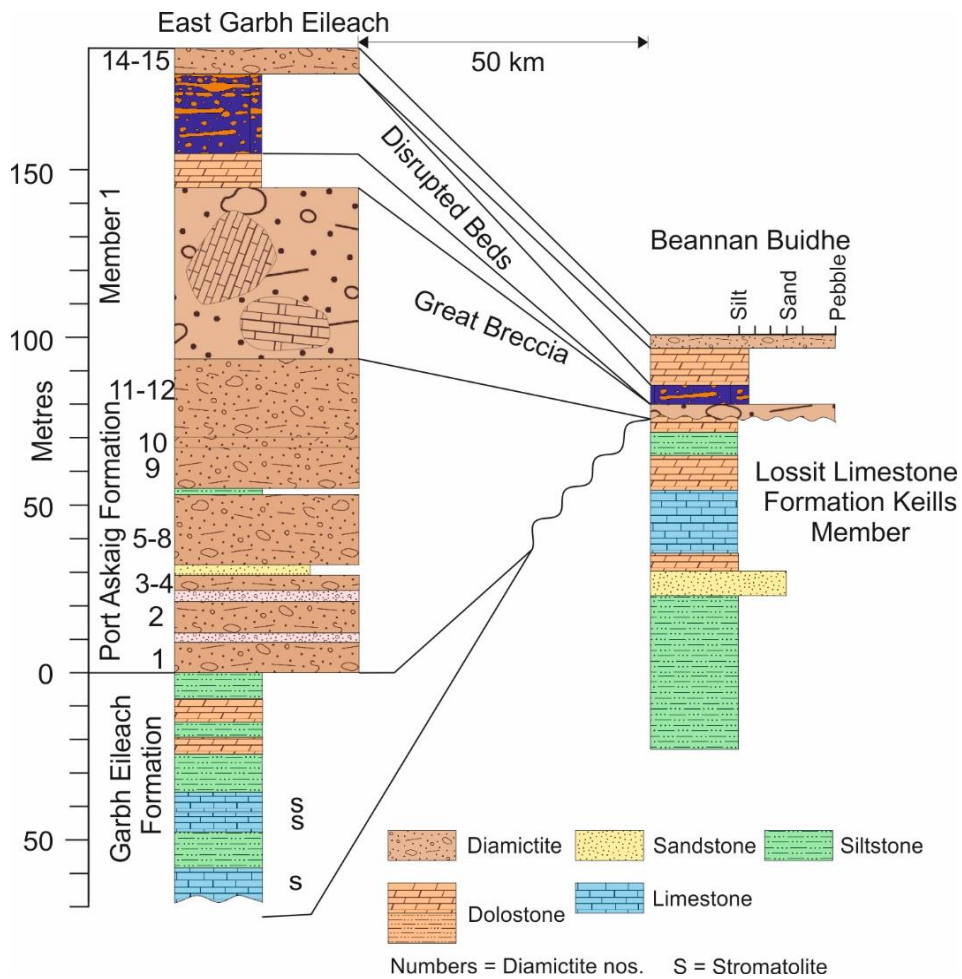 East Garbh Eileach
50 km
14-15
150
Member 1
Disrupted Beds
Great Breccia
Beannan Buidhe
Silt
Sand
Pebble
100
Metres
11-12
10
9
Port Askaig Formation
50
5-8
3-4
2
1
0
Lossit Limestone
Formation Keills
Member
Garbh Eileach
Formation
S
S
50
S
Diamictite
Sandstone
Siltstone
Dolostone
Limestone
Numbers = Diamictite nos.
S = Stromatolite